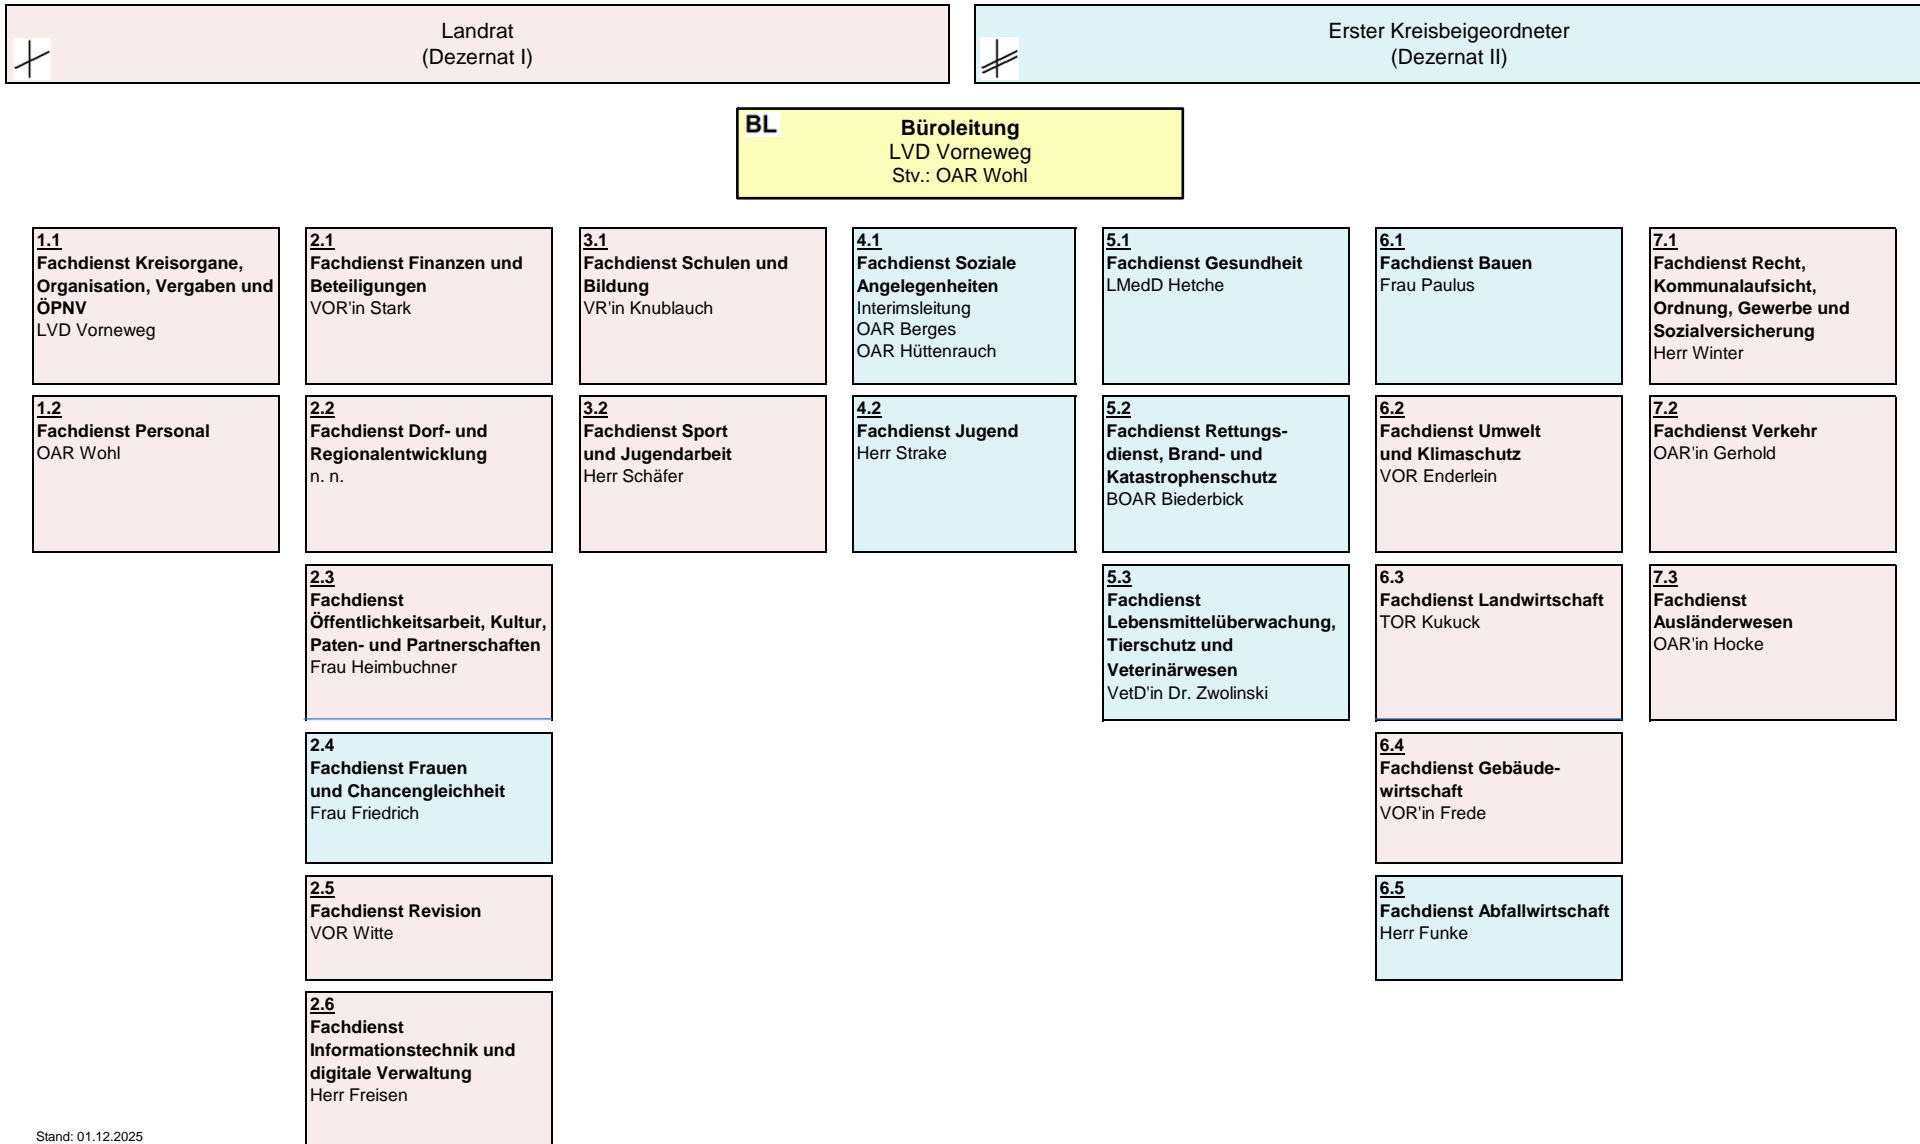 Landrat
(Dezernat I)
Erster Kreisbeigeordneter
(Dezernat II)
BL
Büroleitung
LVD Vorneweg
Stv.: OAR Wohl
1.1
Fachdienst Kreisorgane,
Organisation, Vergaben und
ÖPNV
LVD Vorneweg
2.1
Fachdienst Finanzen und
Beteiligungen
VOR'in Stark
3.1
Fachdienst Schulen und
Bildung
VR'in Knublauch
4.1
Fachdienst Soziale
Angelegenheiten
Interimsleitung
OAR Berges
OAR Hüttenrauch
5.1
Fachdienst Gesundheit
LMedD Hetche
6.1
Fachdienst Bauen
Frau Paulus
7.1
Fachdienst Recht,
Kommunalaufsicht,
Ordnung, Gewerbe und
Sozialversicherung
Herr Winter
1.2
Fachdienst Personal
OAR Wohl
2.2
Fachdienst Dorf- und
Regionalentwicklung
n. n.
3.2
Fachdienst Sport
und Jugendarbeit
Herr Schäfer
4.2
Fachdienst Jugend
Herr Strake
5.2
Fachdienst Rettungs-
dienst, Brand- und
Katastrophenschutz
BOAR Biederbick
6.2
Fachdienst Umwelt
und Klimaschutz
VOR Enderlein
7.2
Fachdienst Verkehr
OAR'in Gerhold
2.3
Fachdienst
Öffentlichkeitsarbeit, Kultur,
Paten- und Partnerschaften
Frau Heimbuchner
5.3
Fachdienst
Lebensmittelüberwachung,
Tierschutz und
Veterinärwesen
VetD'in Dr. Zwolinski
6.3
Fachdienst Landwirtschaft
TOR Kukuck
7.3
Fachdienst
Ausländerwesen
OAR'in Hocke
2.4
Fachdienst Frauen
und Chancengleichheit
Frau Friedrich
6.4
Fachdienst Gebäude-
wirtschaft
VOR'in Frede
2.5
Fachdienst Revision
VOR Witte
6.5
Fachdienst Abfallwirtschaft
Herr Funke
2.6
Fachdienst
Informationstechnik und
digitale Verwaltung
Herr Freisen
Stand: 01.12.2025